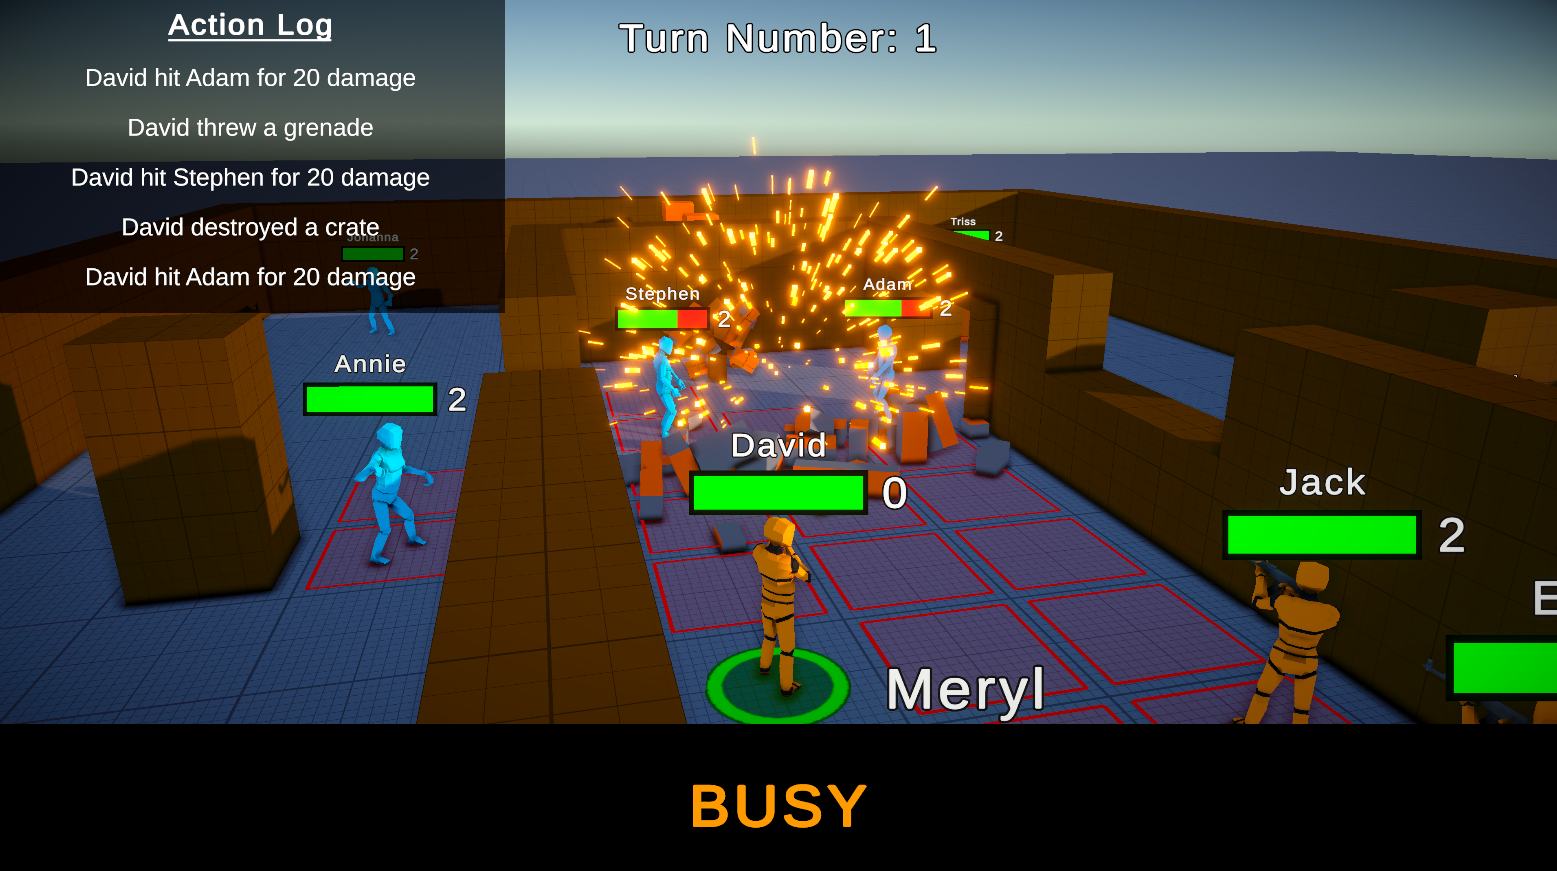 Action Log
Turn Number: 1
David hit Adam for 20 damage
David threw a grenade
David hit Stephen for 20 damage
David destroyed a crate
Johanna
2
David hit Adam for 20 damage
Triss
2
Stephen
2
Adam
2
Annie
2
David
0
Jack
2
E
Meryl
BUSY